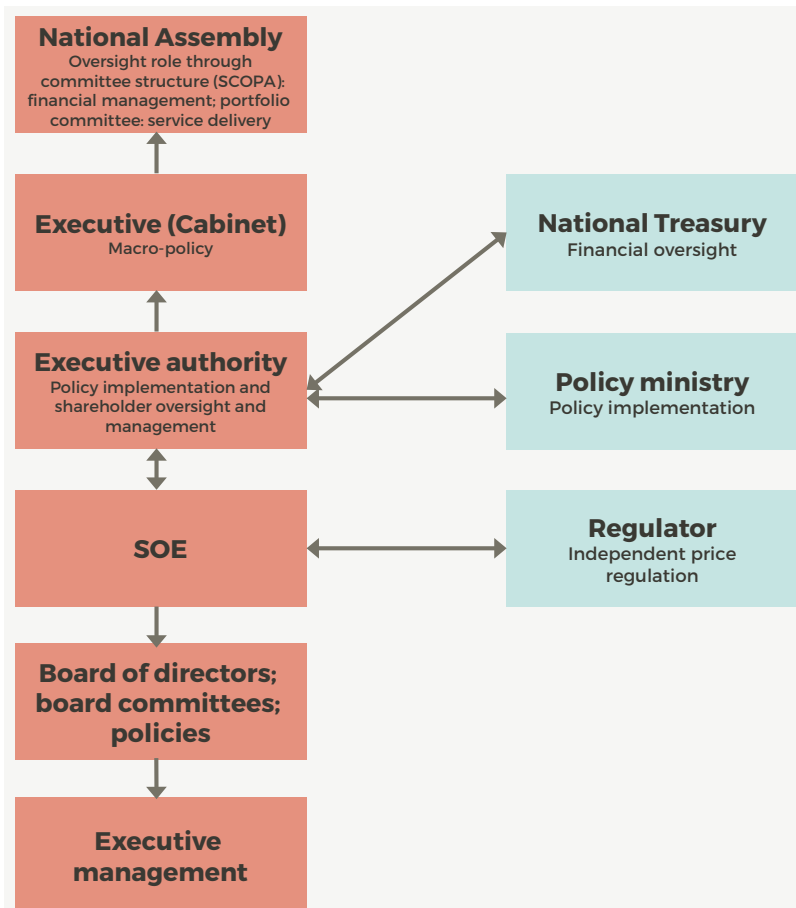 National Assembly
Oversight role through
committee structure (SCOPA):
financial management; portfolio
committee: service delivery
Executive (Cabinet)
Macro-policy
National Treasury
Financial oversight
Executive authority
Policy implementation and
shareholder oversight and
management
Policy ministry
Policy implementation
SOE
Regulator
Independent price
regulation
Board of directors;
board committees;
policies
Executive
management